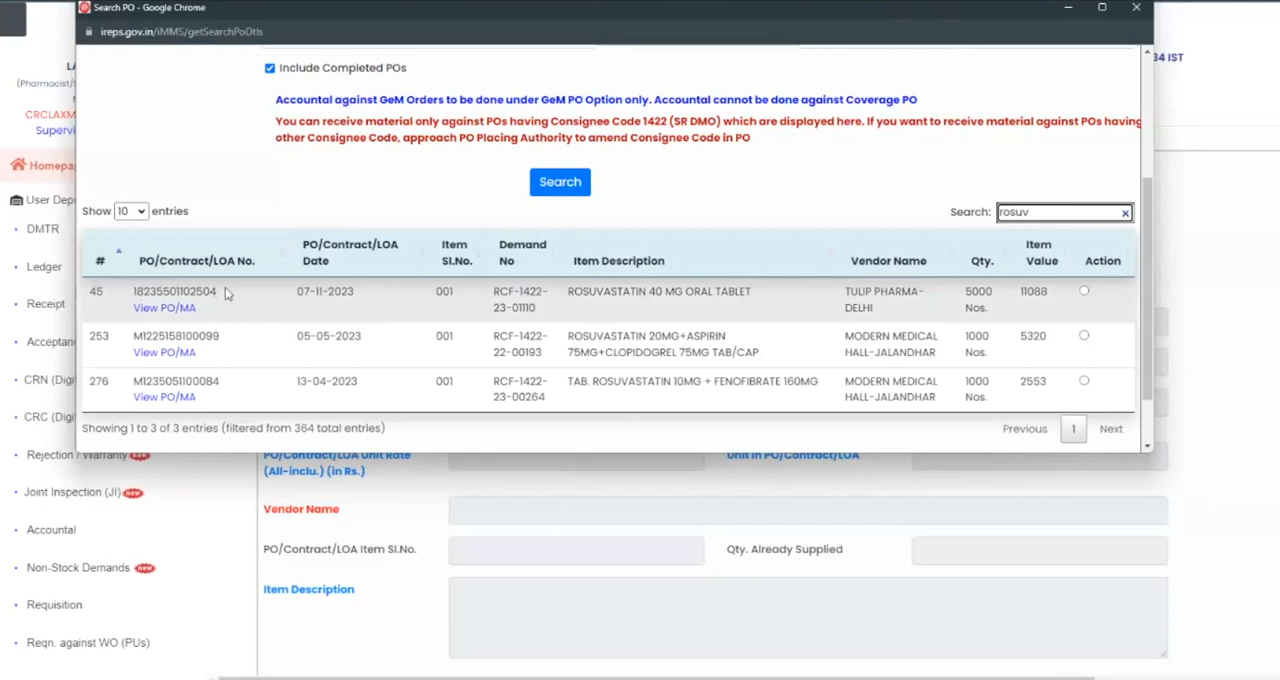 Search PO - Google Chrome
ireps.gov.in/iMMS/getSearchPoDtls
34 IST
(Pharmacist/
CRCLAXM
Supervi
Homepa
User Dep
DMTR
Ledger
Receipt
Acceptan
CRN (Digi
CRC (Digi
Rejection / Warranty new
Joint Inspection (JI) new
Accountal
Non-Stock Demands new
Requisition
Reqn. against WO (PUs)
Include Completed POs
Accountal against GeM Orders to be done under GeM PO Option only. Accountal cannot be done against Coverage PO
You can receive material only against POs having Consignee Code 1422 (SR DMO) which are displayed here. If you want to receive material against POs having
other Consignee Code, approach PO Placing Authority to amend Consignee Code in PO
Search
Show 10 entries
Search: rosuv x
# PO/Contract/LOA No. PO/Contract/LOA Date Item Sl.No. Demand No Item Description Vendor Name Qty. Item Value Action
45 18235501102504 07-11-2023 001 RCF-1422- ROSUVASTATIN 40 MG ORAL TABLET TULIP PHARMA- 5000 11088
View PO/MA 23-01110 DELHI Nos.
253 M1225158100099 05-05-2023 001 RCF-1422- ROSUVASTATIN 20MG+ASPIRIN MODERN MEDICAL 1000 5320
View PO/MA 22-00193 75MG+CLOPIDOGREL 75MG TAB/CAP HALL-JALANDHAR Nos.
276 M1235051100084 13-04-2023 001 RCF-1422- TAB. ROSUVASTATIN 10MG + FENOFIBRATE 160MG MODERN MEDICAL 1000 2553
View PO/MA 23-00264 HALL-JALANDHAR Nos.
Showing 1 to 3 of 3 entries (filtered from 364 total entries)
Previous 1 Next
PO/Contract/LOA Unit Rate Unit in PO/Contract/LOA
(All-inclu.) (in Rs.)
Vendor Name
PO/Contract/LOA Item Sl.No. Qty. Already Supplied
Item Description